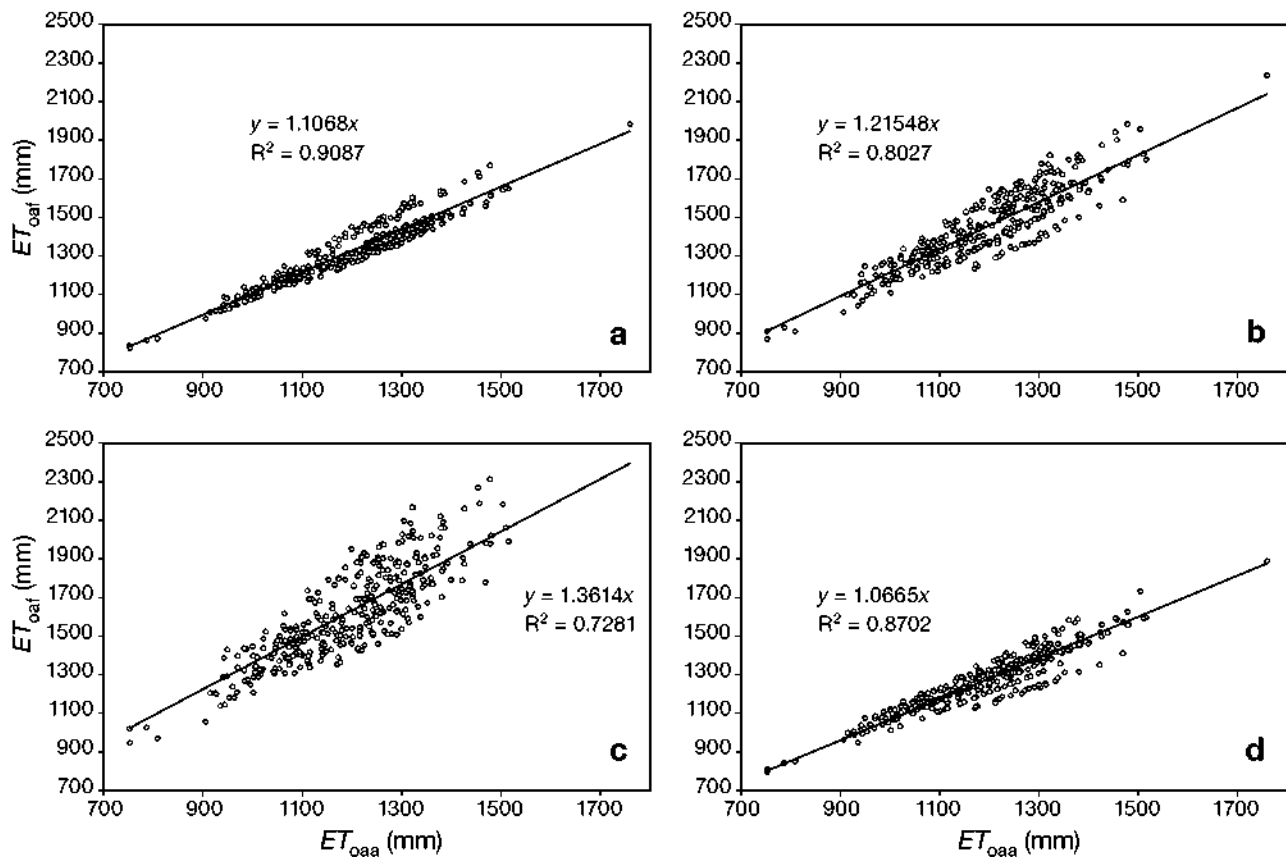 2500
2300
2100
1900
1700
1500
1300
1100
900
700
ET_oaf (mm)
y = 1.1068x
R² = 0.9087
a
700 900 1100 1300 1500 1700
2500
2300
2100
1900
1700
1500
1300
1100
900
700
y = 1.21548x
R² = 0.8027
b
700 900 1100 1300 1500 1700
2500
2300
2100
1900
1700
1500
1300
1100
900
700
ET_oaf (mm)
y = 1.3614x
R² = 0.7281
c
700 900 1100 1300 1500 1700
ET_oaa (mm)
2500
2300
2100
1900
1700
1500
1300
1100
900
700
y = 1.0665x
R² = 0.8702
d
700 900 1100 1300 1500 1700
ET_oaa (mm)